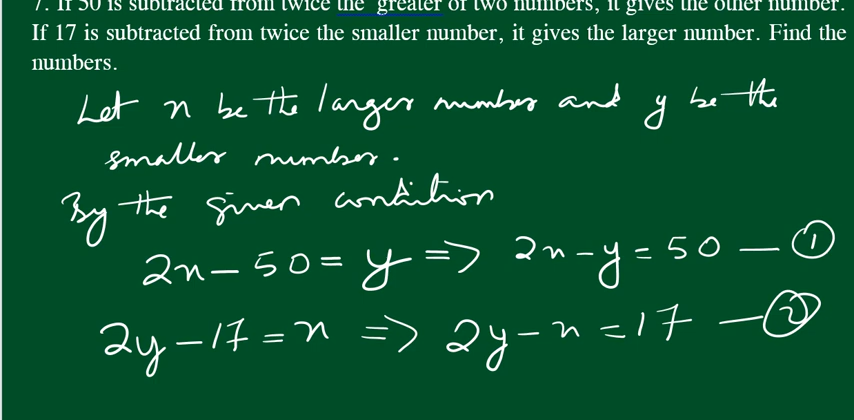 7. If 50 is subtracted from twice the greater of two numbers, it gives the other number.
If 17 is subtracted from twice the smaller number, it gives the larger number. Find the
numbers.
Let n be the larger number and y be the
smaller number.
By the given condition
2n - 50 = y => 2n - y = 50 — ①
2y - 17 = n => 2y - n = 17 — ②